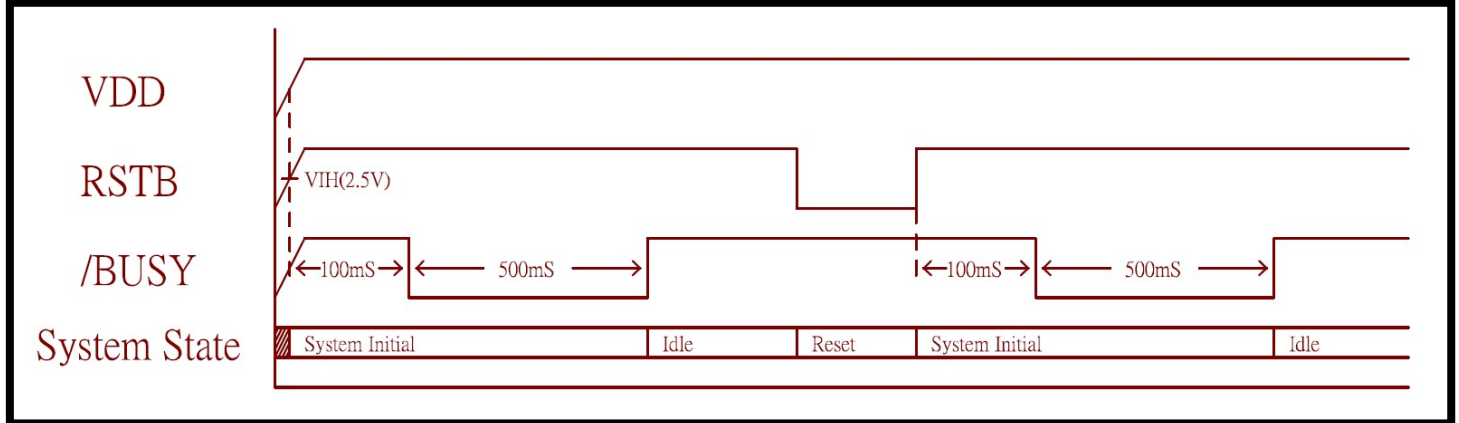 VDD
RSTB
VIH(2.5V)
/BUSY
100mS 500mS 100mS 500mS
System State System Initial Idle Reset System Initial Idle